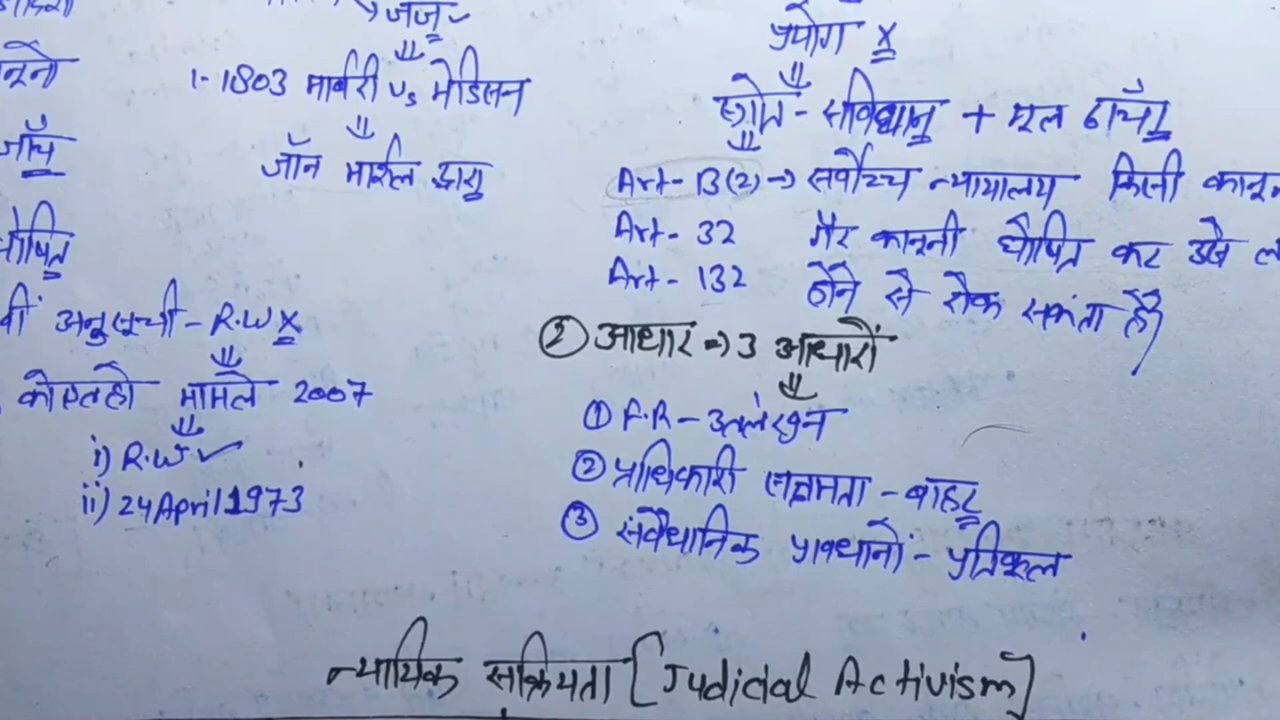 जज
1- 1803 मार्बरी Vs मेडिसन
जॉन मार्शल द्वारा
जाँच
वीं अनुसूची - R.W X
कोएलहो मामले 2007
i) R.W ✓
ii) 24 April 1973
प्रयोग X
स्त्रोत - सविधान + मूल ढाँचा
Art - 13(2) → सर्वोच्च न्यायालय किसी कानून
Art - 32 गैर कानूनी घोषित कर उसे ला
Art - 132 होने से रोक सकता है।
② आधार ⇒ 3 आधारों
① F.R - उल्लंघन
② प्राधिकारी सक्षमता - बाहर
③ संवैधानिक प्रावधानों - प्रतिकूल
न्यायिक सक्रियता [Judicial Activism]